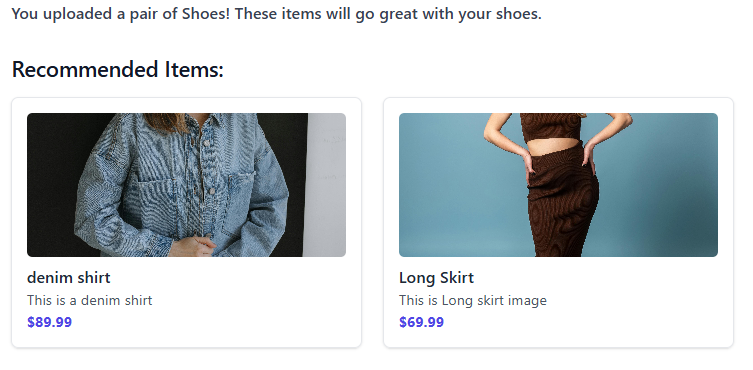 You uploaded a pair of Shoes! These items will go great with your shoes.
Recommended Items:
denim shirt
This is a denim shirt
$89.99
Long Skirt
This is Long skirt image
$69.99